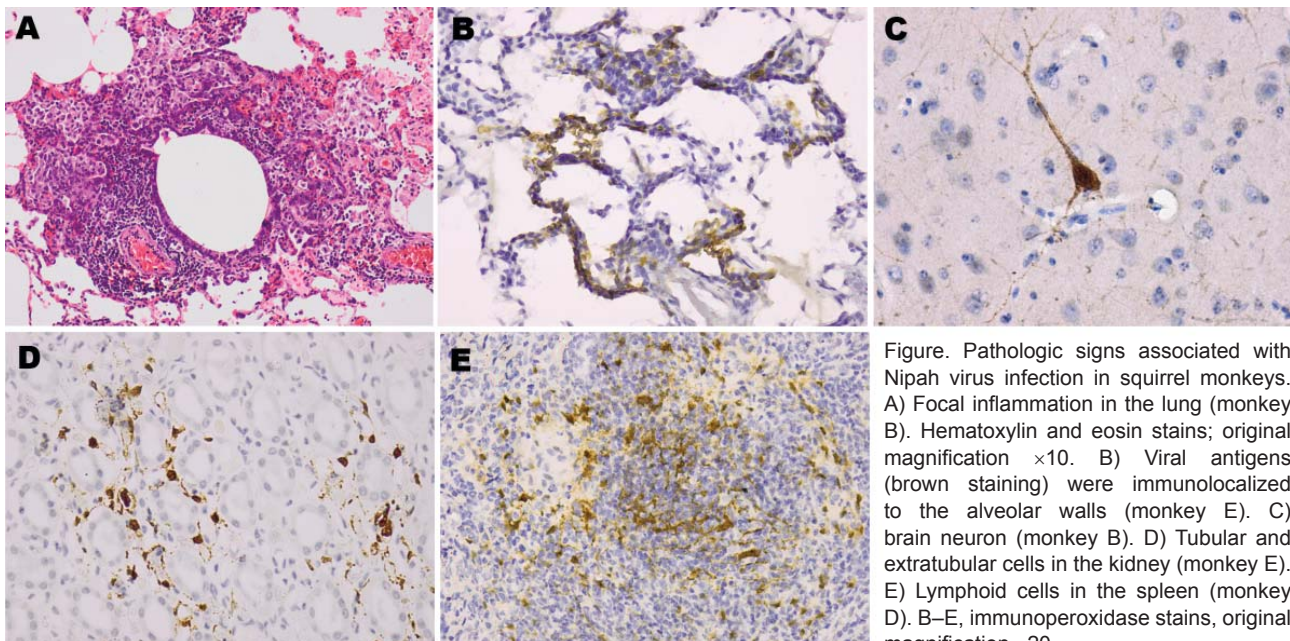 A
B
C
D
E
Figure. Pathologic signs associated with
Nipah virus infection in squirrel monkeys.
A) Focal inflammation in the lung (monkey
B). Hematoxylin and eosin stains; original
magnification ×10. B) Viral antigens
(brown staining) were immunolocalized
to the alveolar walls (monkey E). C)
brain neuron (monkey B). D) Tubular and
extratubular cells in the kidney (monkey E).
E) Lymphoid cells in the spleen (monkey
D). B–E, immunoperoxidase stains, original